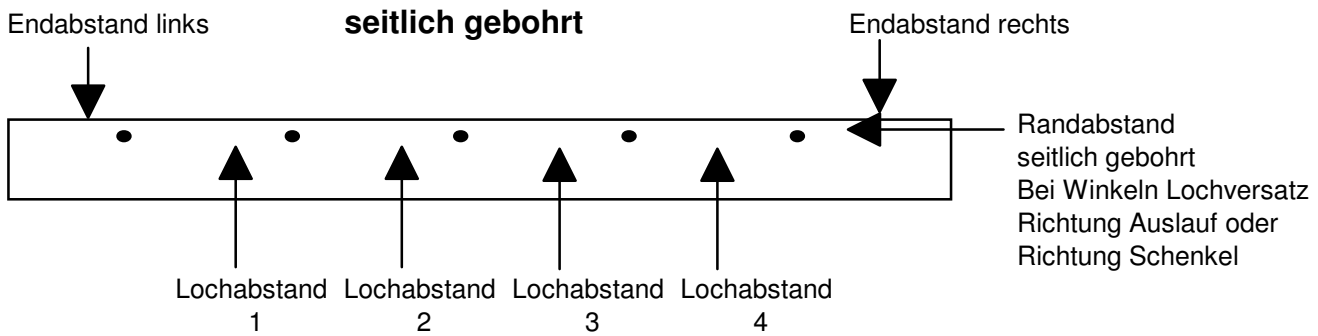 seitlich gebohrt
Endabstand links
Endabstand rechts
Randabstand
seitlich gebohrt
Bei Winkeln Lochversatz
Richtung Auslauf oder
Richtung Schenkel
Lochabstand
1
Lochabstand
2
Lochabstand
3
Lochabstand
4